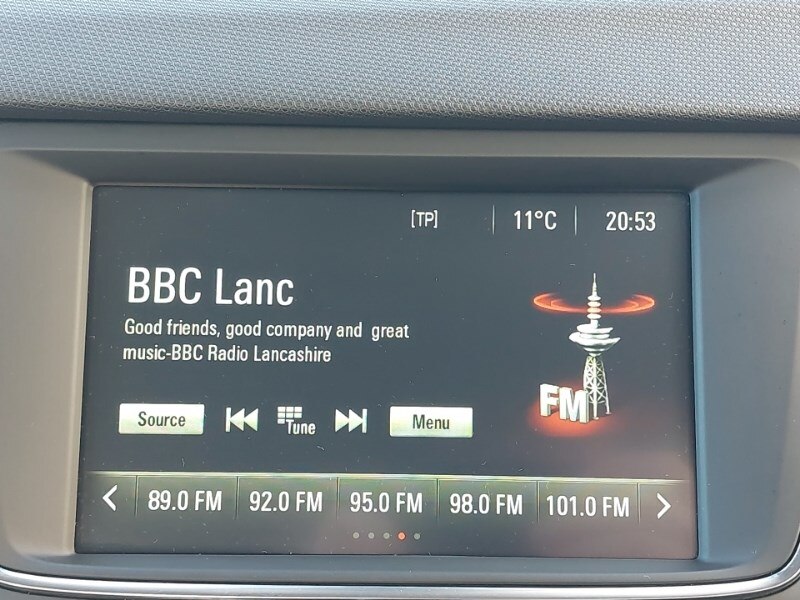 [TP] 11°C 20:53
BBC Lanc
Good friends, good company and great
music-BBC Radio Lancashire
FM
Source Tune Menu
89.0 FM 92.0 FM 95.0 FM 98.0 FM 101.0 FM